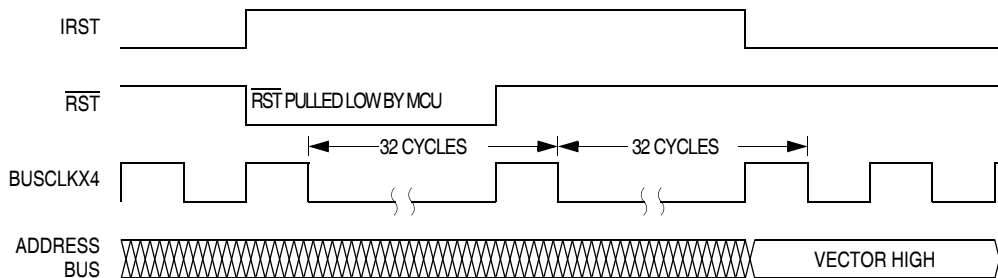 IRST
RST
RST PULLED LOW BY MCU
32 CYCLES
32 CYCLES
BUSCLKX4
ADDRESS
BUS
VECTOR HIGH